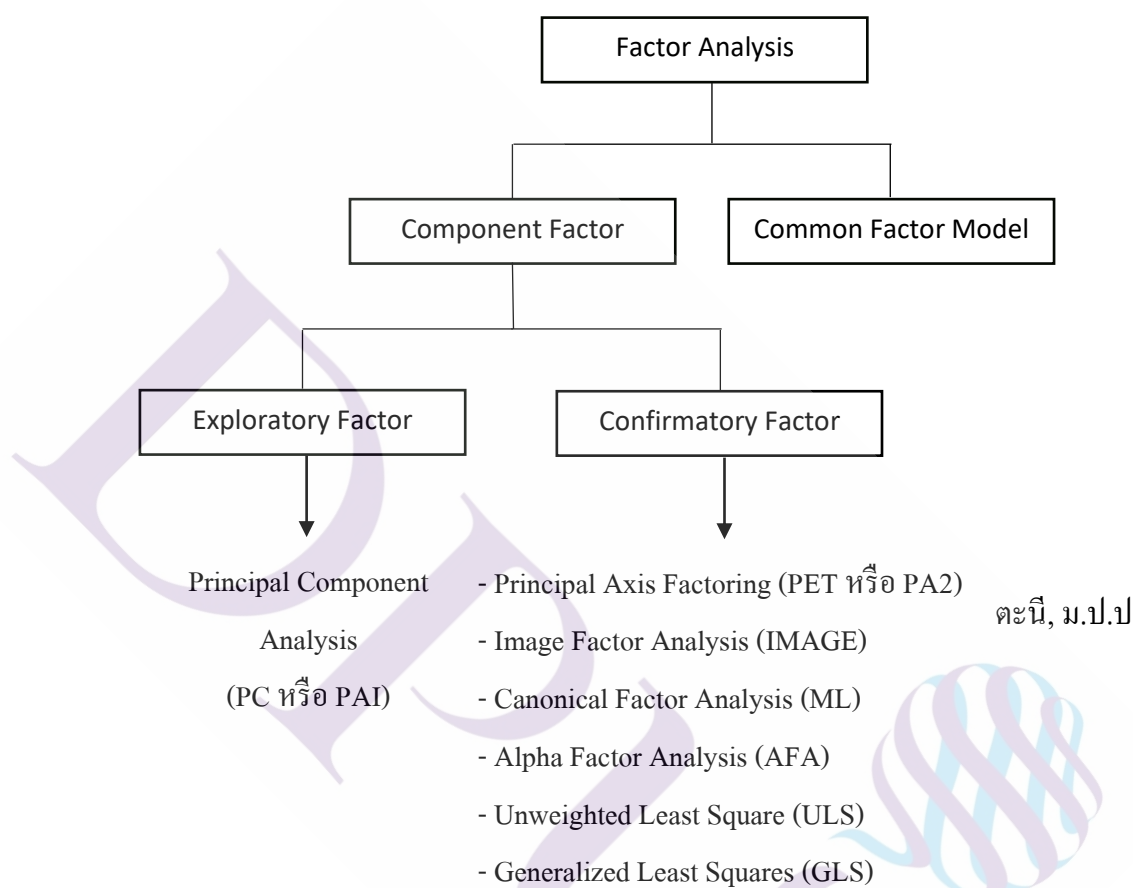 Factor Analysis
Component Factor
Common Factor Model
Exploratory Factor
Confirmatory Factor
Principal Component
Analysis
(PC หรือ PAI)
- Principal Axis Factoring (PET หรือ PA2)
- Image Factor Analysis (IMAGE)
- Canonical Factor Analysis (ML)
- Alpha Factor Analysis (AFA)
- Unweighted Least Square (ULS)
- Generalized Least Squares (GLS)
ตะนี, ม.ป.ป
DPU